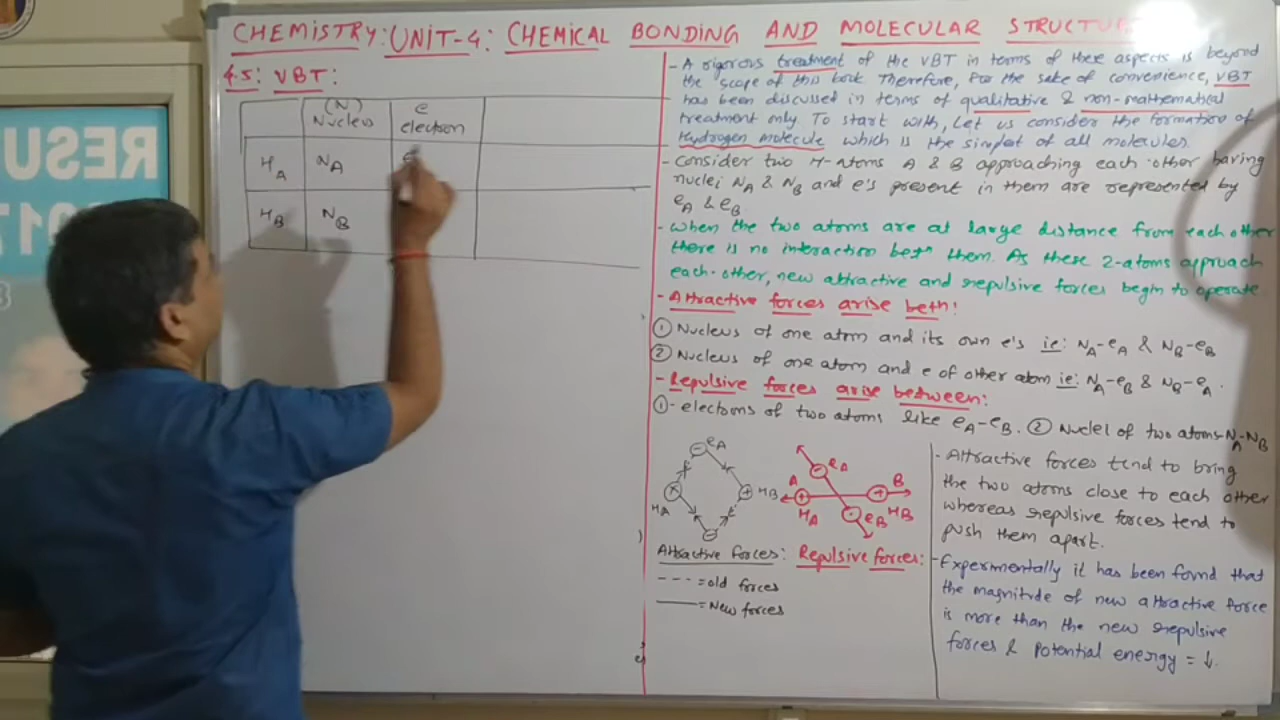 CHEMISTRY: UNIT-4: CHEMICAL BONDING AND MOLECULAR STRUCTU
4.5: VBT:
(N) Nucleus
e electron
HA NA e
HB NB
RESU
2017
- A rigorous treatment of the VBT in terms of these aspects is beyond
the scope of this book Therefore, For the sake of convenience, VBT
has been discussed in terms of qualitative & non-mathematical
treatment only To start with, Let us consider the formation of
Hydrogen molecule which is the simplest of all molecules.
- Consider two H-atoms A & B approaching each other having
nuclei NA & NB and e's present in them are represented by
eA & eB
- When the two atoms are at large distance from each other
there is no interaction betn them. As these 2-atoms approach
each-other, new attractive and repulsive forces begin to operate
- Attractive forces arise betn:
① Nucleus of one atom and its own e's ie: NA-eA & NB-eB
② Nucleus of one atom and e of other atom ie: NA-eB & NB-eA.
- Repulsive forces arise between:
①- electons of two atoms like eA-eB. ② Nuclei of two atoms-NA-NB
eA
HA
HB
eA
A
B
HA
eB
HB
Attractive forces: Repulsive forces:
--- = old forces
— = New forces
- Attractive forces tend to bring
the two atoms close to each other
whereas repulsive forces tend to
push them apart.
- Experimentally it has been found that
the magnitude of new attractive force
is more than the new repulsive
forces & potential energy = ↓.